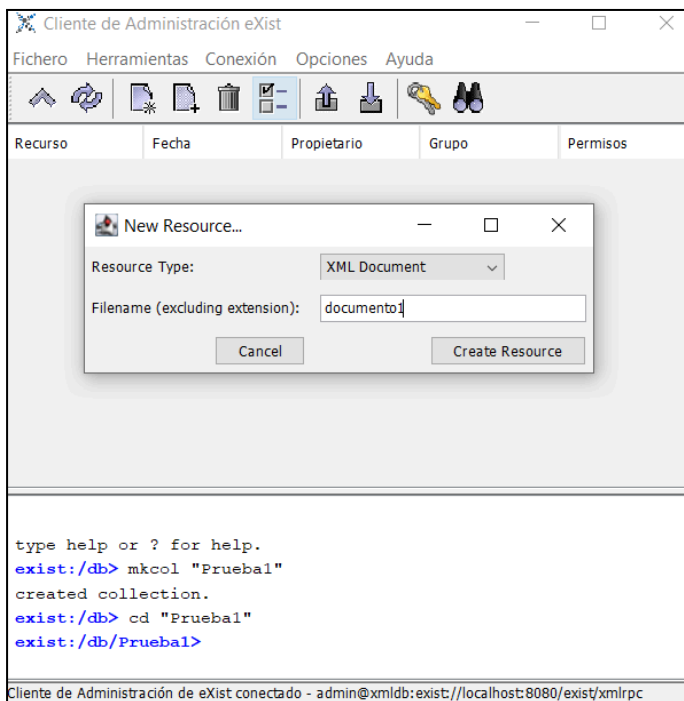 Cliente de Administración eXist
Fichero Herramientas Conexión Opciones Ayuda
Recurso Fecha Propietario Grupo Permisos
New Resource...
Resource Type: XML Document
Filename (excluding extension): documento1
Cancel Create Resource
type help or ? for help.
exist:/db> mkcol "Prueba1"
created collection.
exist:/db> cd "Prueba1"
exist:/db/Prueba1>
Cliente de Administración de eXist conectado - admin@xmldb:exist://localhost:8080/exist/xmlrpc